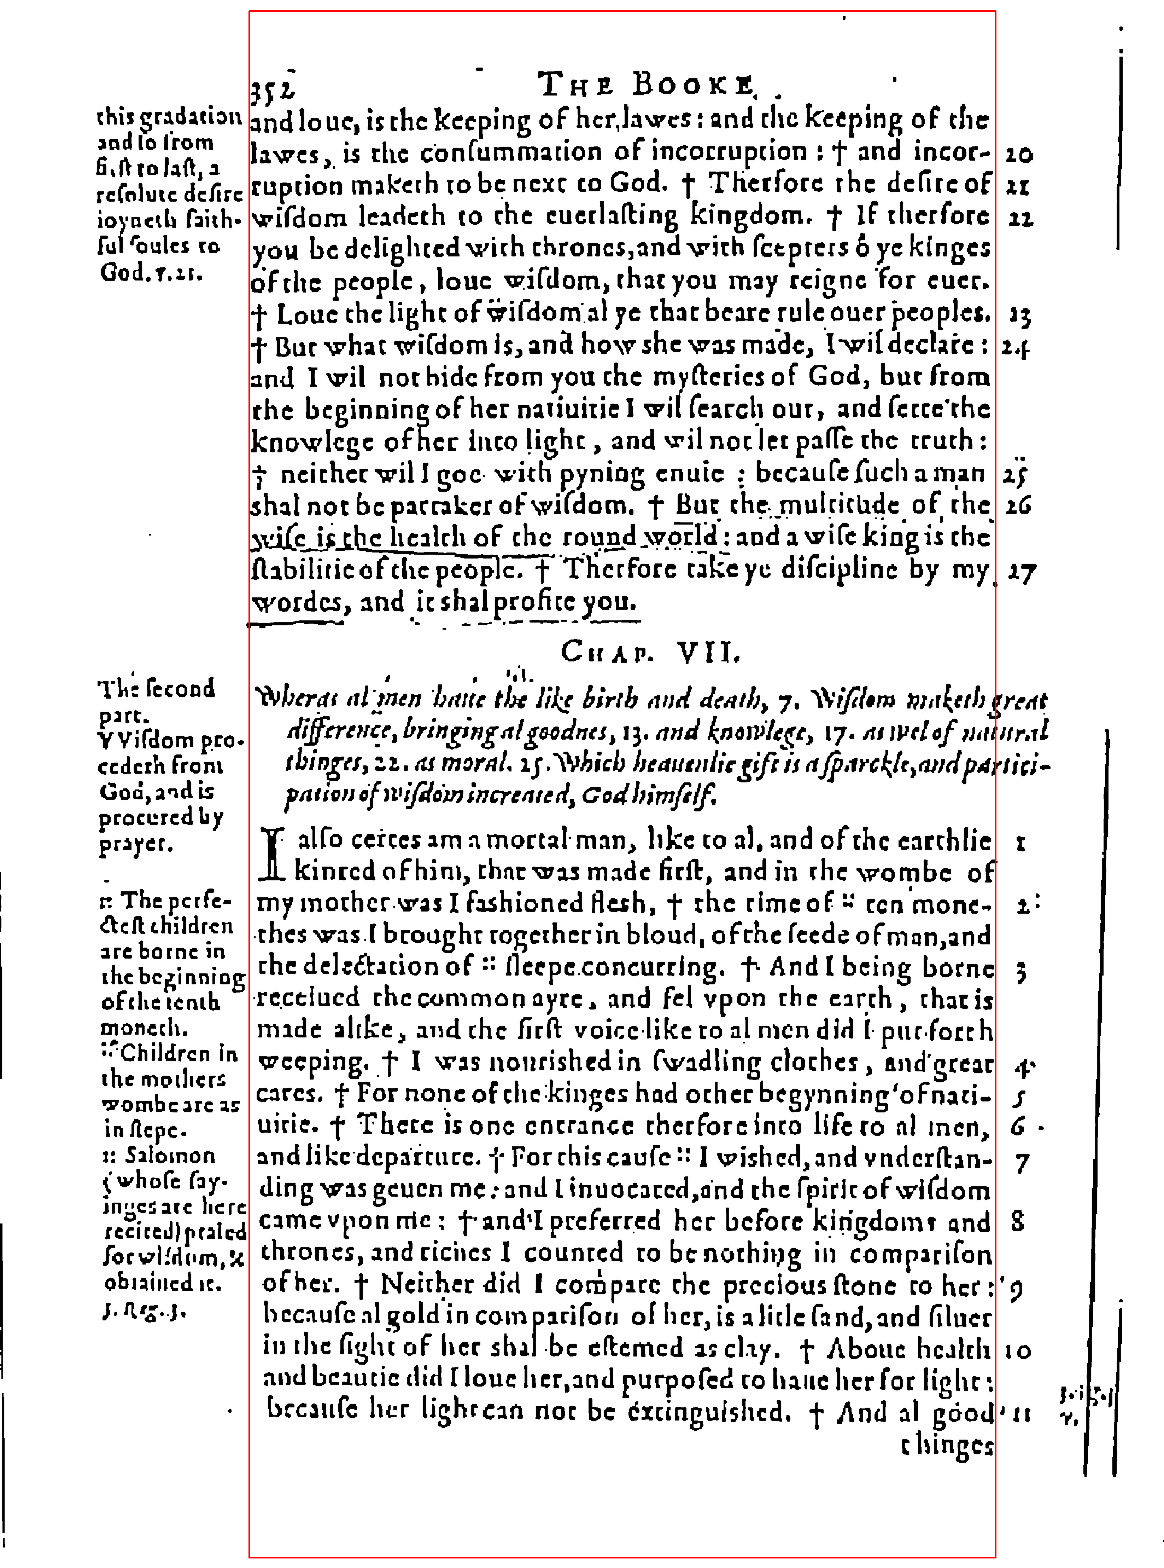 352 THE BOOKE
this gradation
and so from
first to last, a
resolute desire
ioyneth faith-
ful soules to
God. v. 21.
and loue, is the keeping of her lawes: and the keeping of the
lawes, is the consummation of incorruption: † and incor- 20
ruption maketh to be next to God. † Therfore the desire of 21
wisdom leadeth to the euerlasting kingdom. † If therfore 22
you be delighted with thrones, and with scepters ô ye kinges
of the people, loue wisdom, that you may reigne for euer.
† Loue the light of wisdom al ye that beare rule ouer peoples. 23
† But what wisdom is, and how she was made, I wil declare: 24
and I wil not hide from you the mysteries of God, but from
the beginning of her natiuitie I wil search out, and sette the
knowlege of her into light, and wil not let passe the truth:
† neither wil I goe with pyning enuie: because such a man 25
shal not be partaker of wisdom. † But the multitude of the 26
wise is the health of the round world: and a wise king is the
stabilitie of the people. † Therfore take ye discipline by my 27
wordes, and it shal profite you.
CHAP. VII.
The second
part.
VVisdom pro-
cedeth from
God, and is
procured by
prayer.
Wheras al men haue the like birth and death, 7. Wisdom maketh great
difference, bringing al goodnes, 13. and knowlege, 17. as wel of natural
thinges, 22. as moral. 25. Which heauenlie gift is a sparckle, and partici-
pation of wisdom increated, God himself.
I also certes am a mortal man, like to al, and of the earthlie 1
kinred of him, that was made first, and in the wombe of
my mother was I fashioned flesh, † the time of :: ten mone- 2
thes was I brought together in bloud, of the seede of man, and
the delectation of :: sleepe concurring. † And I being borne 3
receiued the common ayre, and fel vpon the earth, that is
made alike, and the first voice like to al men did I put forth
weeping. † I was nourished in swadling clothes, and great 4
cares. † For none of the kinges had other begynning of nati- 5
uitie. † There is one entrance therfore into life to al men, 6
and like departure. † For this cause :: I wished, and vnderstan- 7
ding was geuen me: and I inuocated, and the spirit of wisdom
came vpon me: † and I preferred her before kingdoms and 8
thrones, and riches I counted to be nothing in comparison
of her. † Neither did I compare the precious stone to her: 9
because al gold in comparison of her, is a litle sand, and siluer
in the sight of her shal be estemed as clay. † Aboue health 10
and beautie did I loue her, and purposed to haue her for light:
because her light can not be extinguished. † And al good 11
thinges
:: The perfe-
ctest children
are borne in
the beginning
of the tenth
moneth.
:: Children in
the mothers
wombe are as
in slepe.
:: Salomon
(whose say-
inges are here
recited) praied
for wisdom, &
obtained it.
3. Reg. 3.